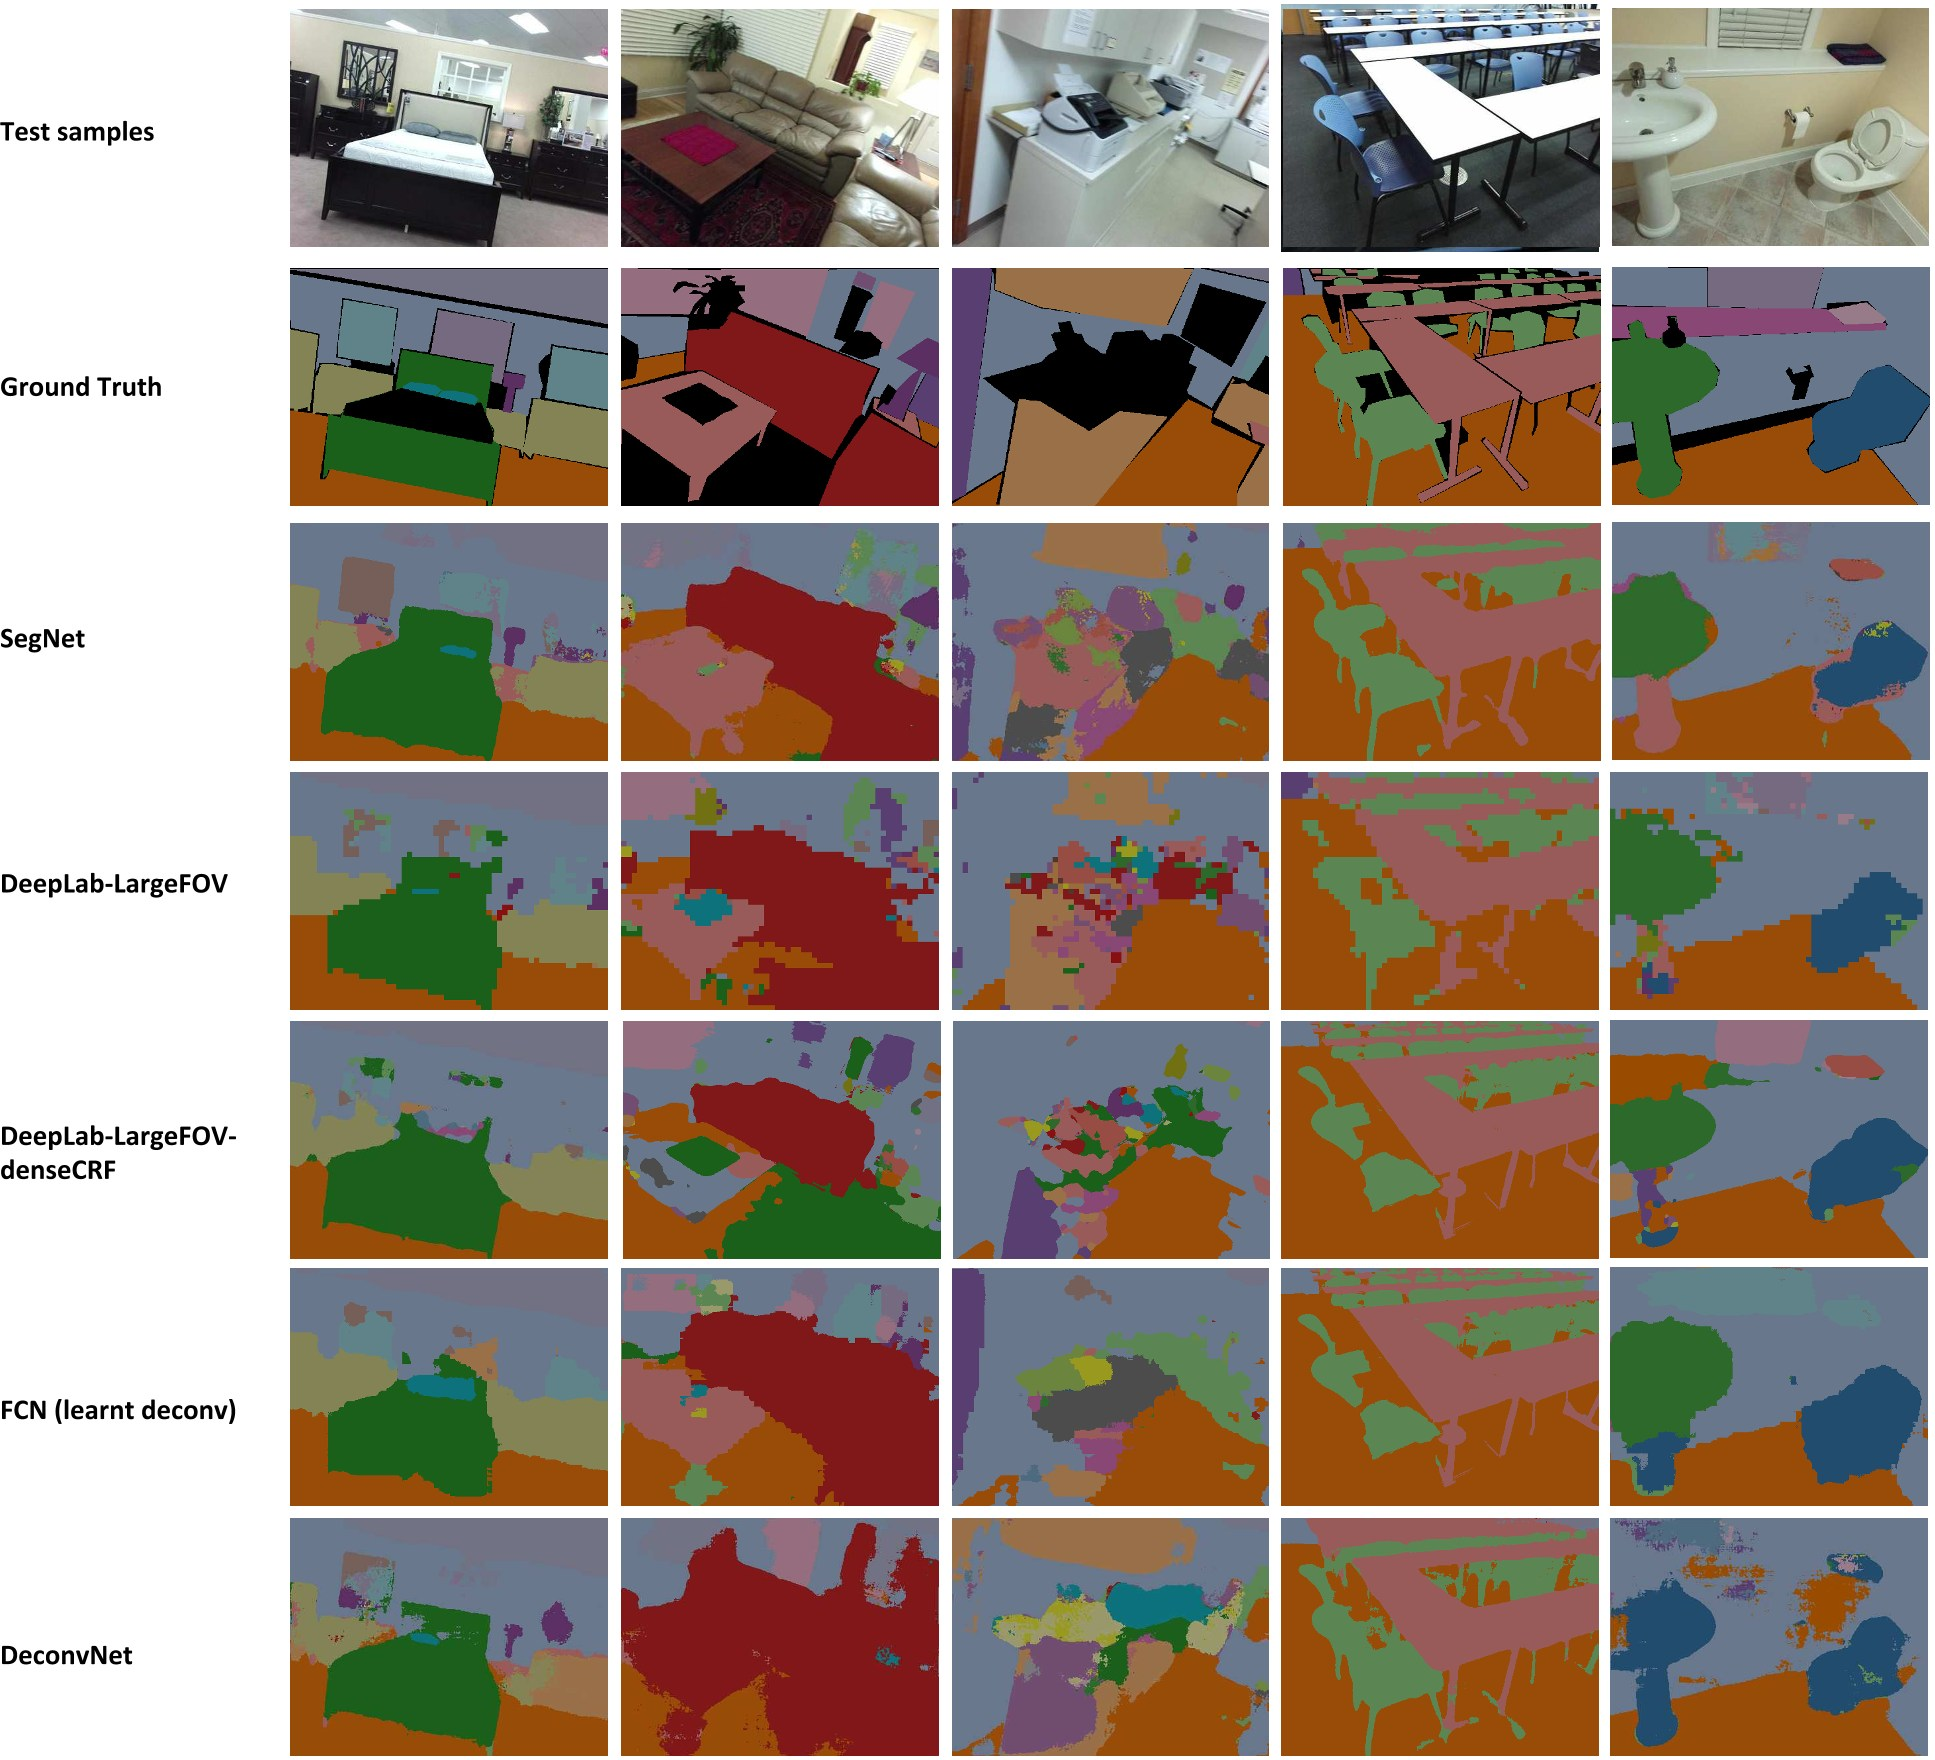 Test samples
Ground Truth
SegNet
DeepLab-LargeFOV
DeepLab-LargeFOV-
denseCRF
FCN (learnt deconv)
DeconvNet